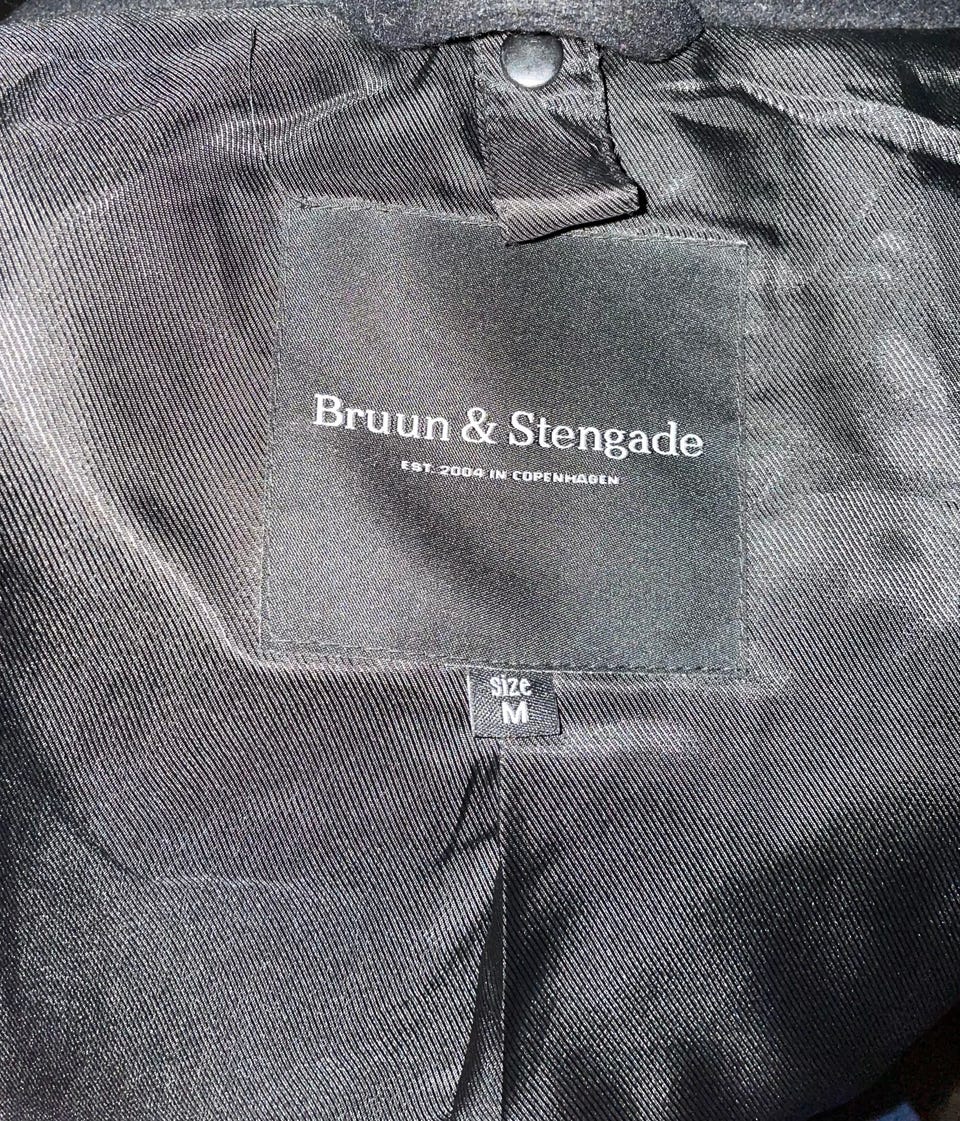 Bruun & Stengade
EST. 2004 IN COPENHAGEN
Size
M